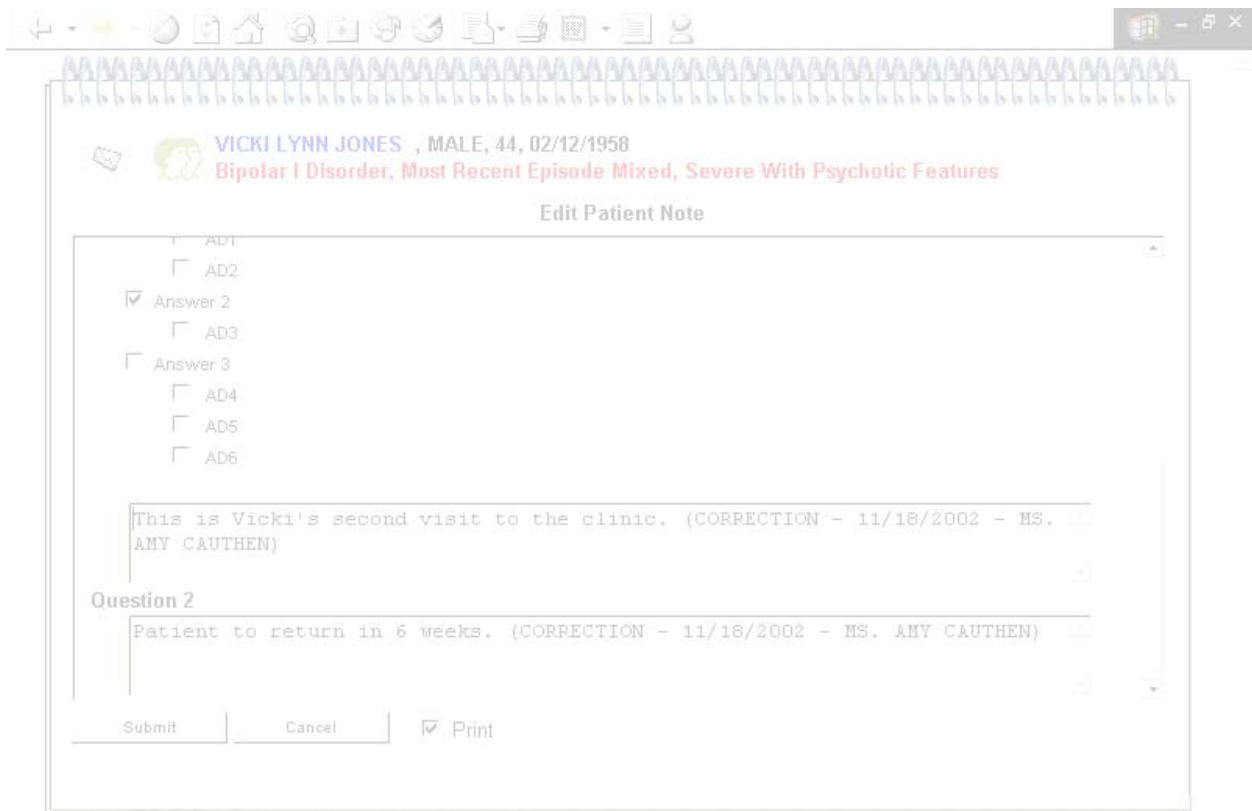 VICKI LYNN JONES , MALE, 44, 02/12/1958
Bipolar I Disorder, Most Recent Episode Mixed, Severe With Psychotic Features
Edit Patient Note
AD1
AD2
Answer 2
AD3
Answer 3
AD4
AD5
AD6
This is Vicki's second visit to the clinic. (CORRECTION - 11/18/2002 - MS.
AMY CAUTHEN)
Question 2
Patient to return in 6 weeks. (CORRECTION - 11/18/2002 - MS. AMY CAUTHEN)
Submit Cancel Print